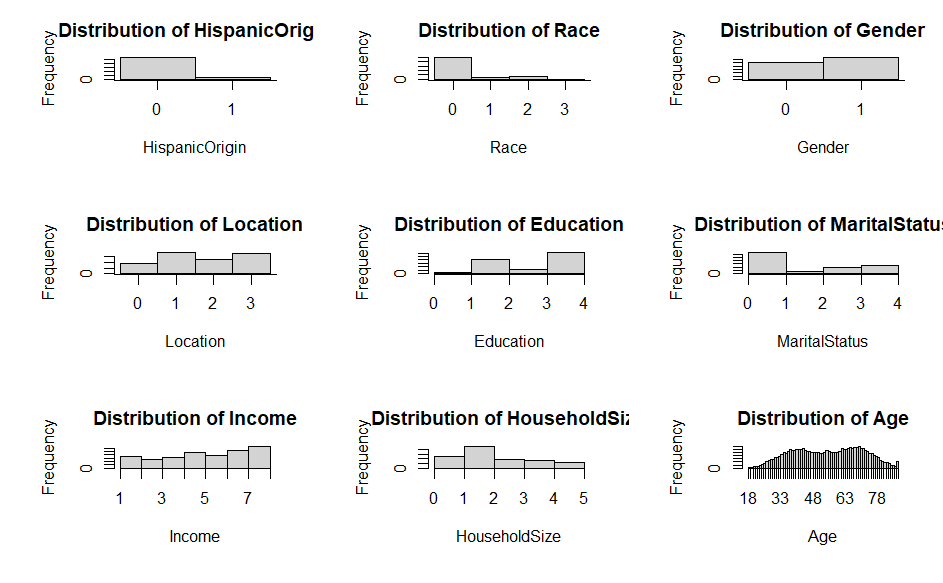 Distribution of HispanicOrig
Frequency
0
0 1
HispanicOrigin
Distribution of Race
Frequency
0
0 1 2 3
Race
Distribution of Gender
Frequency
0
0 1
Gender
Distribution of Location
Frequency
0
0 1 2 3
Location
Distribution of Education
Frequency
0
0 1 2 3 4
Education
Distribution of MaritalStatus
Frequency
0
0 1 2 3 4
MaritalStatus
Distribution of Income
Frequency
0
1 3 5 7
Income
Distribution of HouseholdSiz
Frequency
0
0 1 2 3 4 5
HouseholdSize
Distribution of Age
Frequency
0
18 33 48 63 78
Age